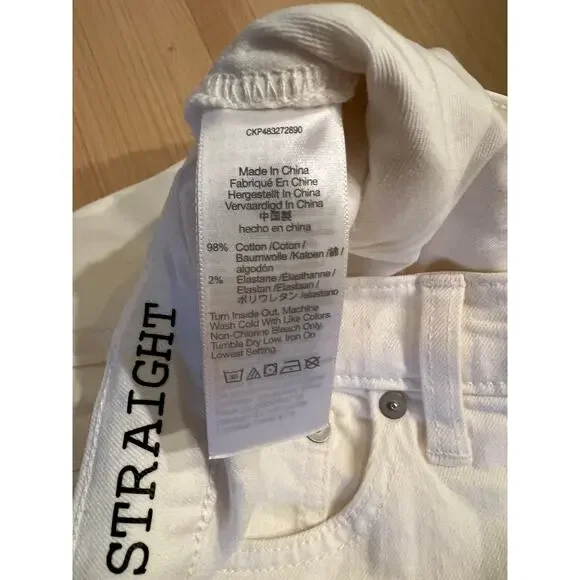 CKP483272890
Made In China
Fabriqué En Chine
Hergestellt In China
Vervaardigd In China
中国製
hecho en china
98% Cotton /Coton /
Baumwolle /Katoen /綿 /
algodón
2% Elastane /Élasthanne /
Elastan /Elastaan /
ポリウレタン /elastano
Turn Inside Out, Machine
Wash Cold With Like Colors.
Non-Chlorine Bleach Only.
Tumble Dry Low. Iron On
Lowest Setting.
STRAIGHT